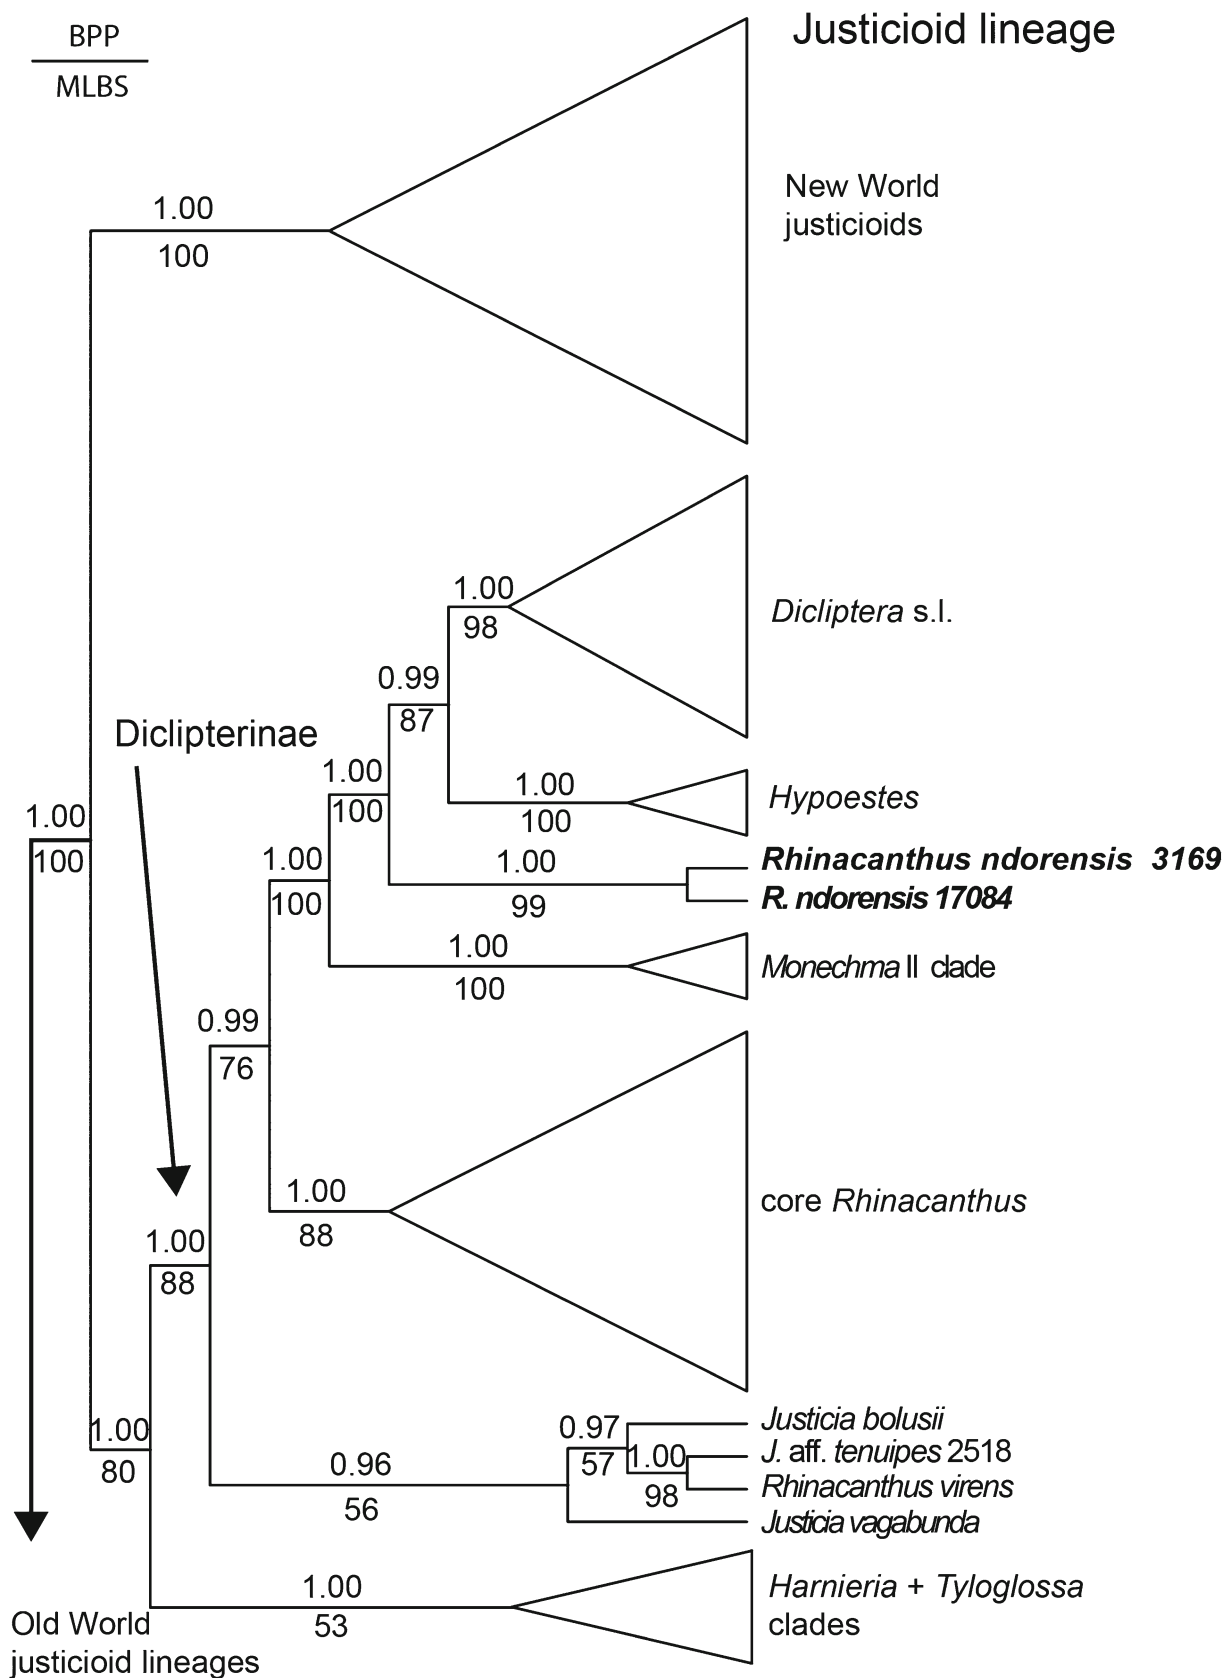 BPP
MLBS
Justicioid lineage
1.00
100
New World
justicioids
1.00
98
Dicliptera s.l.
0.99
87
Diclipterinae
1.00
100
1.00
100
Hypoestes
1.00
100
1.00
100
1.00
99
Rhinacanthus ndorensis 3169
R. ndorensis 17084
1.00
100
Monechma II clade
0.99
76
1.00
88
core Rhinacanthus
1.00
88
1.00
80
0.96
56
0.97
57
1.00
98
Justicia bolusii
J. aff. tenuipes 2518
Rhinacanthus virens
Justicia vagabunda
1.00
53
Harnieria + Tyloglossa
clades
Old World
justicioid lineages